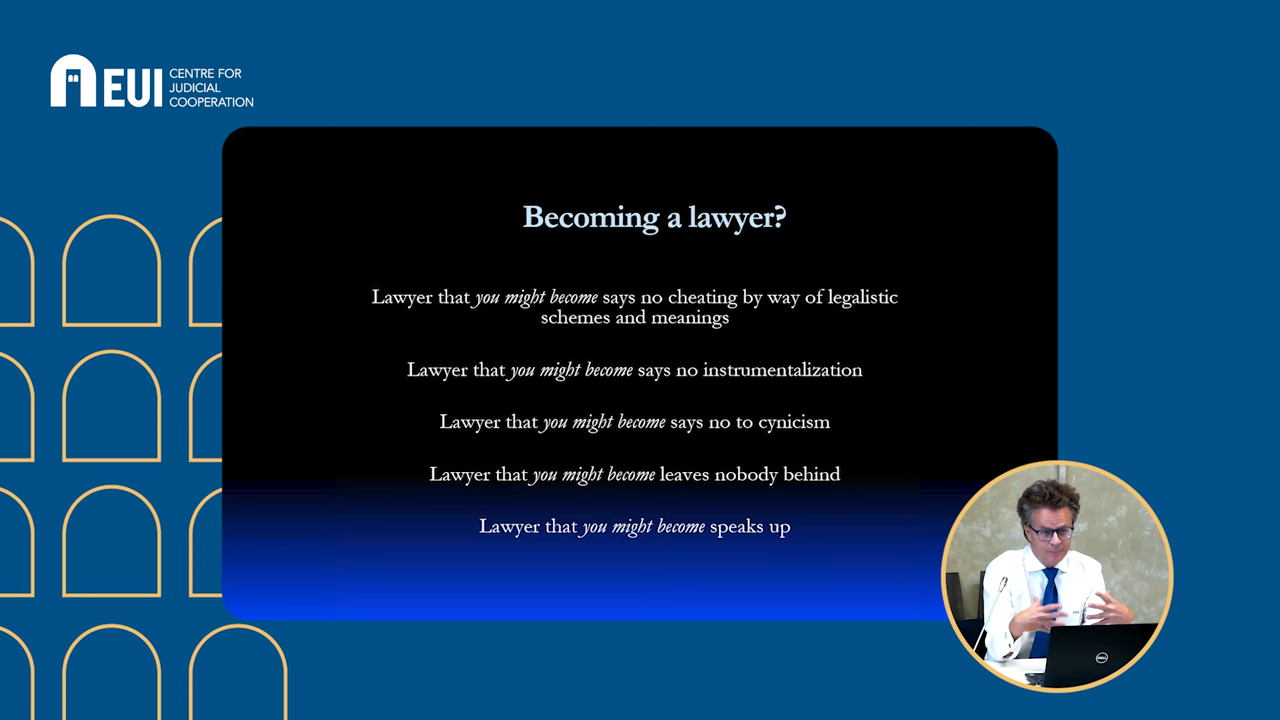 EUI
CENTRE FOR
JUDICIAL
COOPERATION
Becoming a lawyer?
Lawyer that you might become says no cheating by way of legalistic
schemes and meanings
Lawyer that you might become says no instrumentalization
Lawyer that you might become says no to cynicism
Lawyer that you might become leaves nobody behind
Lawyer that you might become speaks up
DELL